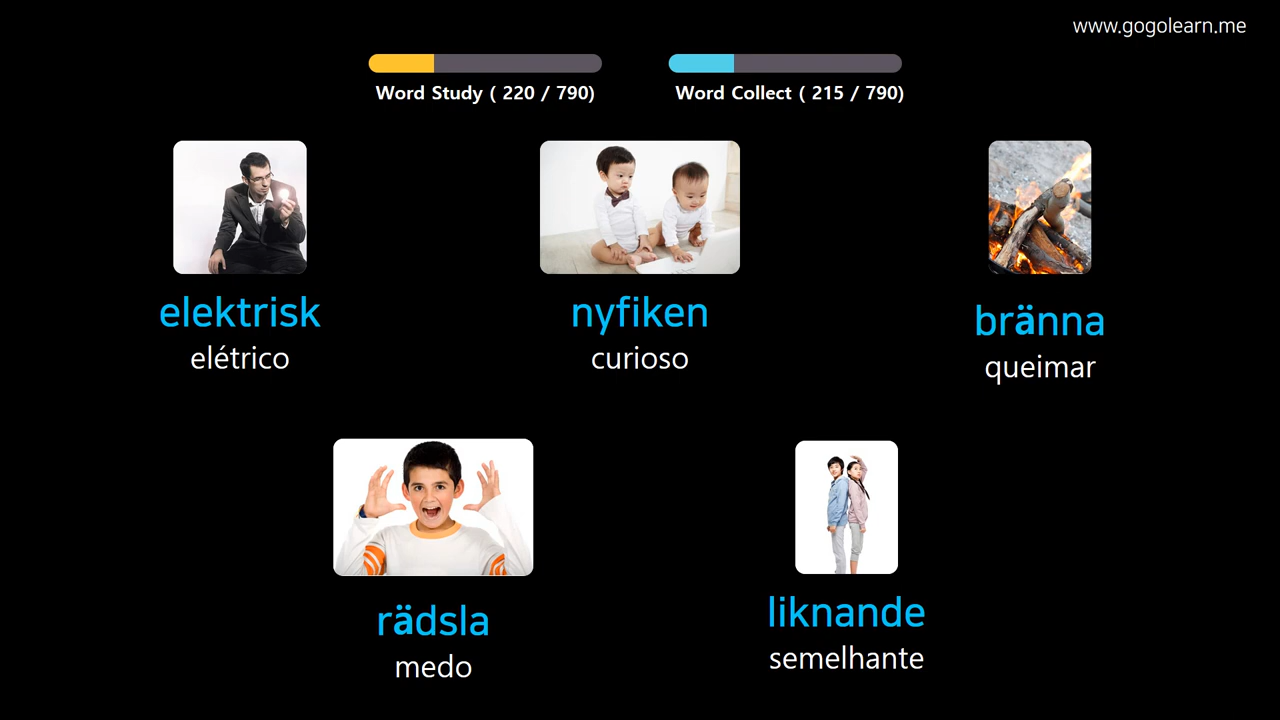 www.gogolearn.me
Word Study ( 220 / 790)
Word Collect ( 215 / 790)
elektrisk
elétrico
nyfiken
curioso
bränna
queimar
rädsla
medo
liknande
semelhante